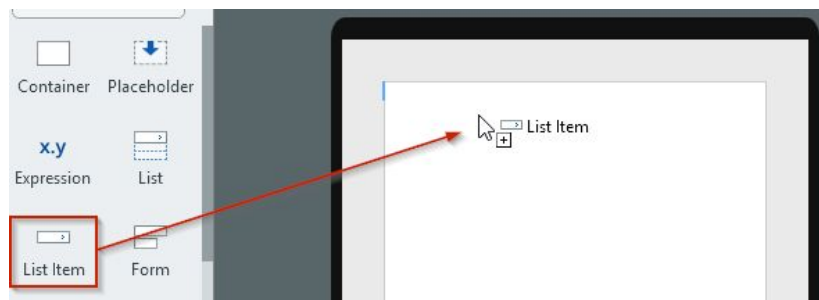 Container Placeholder
x.y
Expression List
List Item Form
List Item